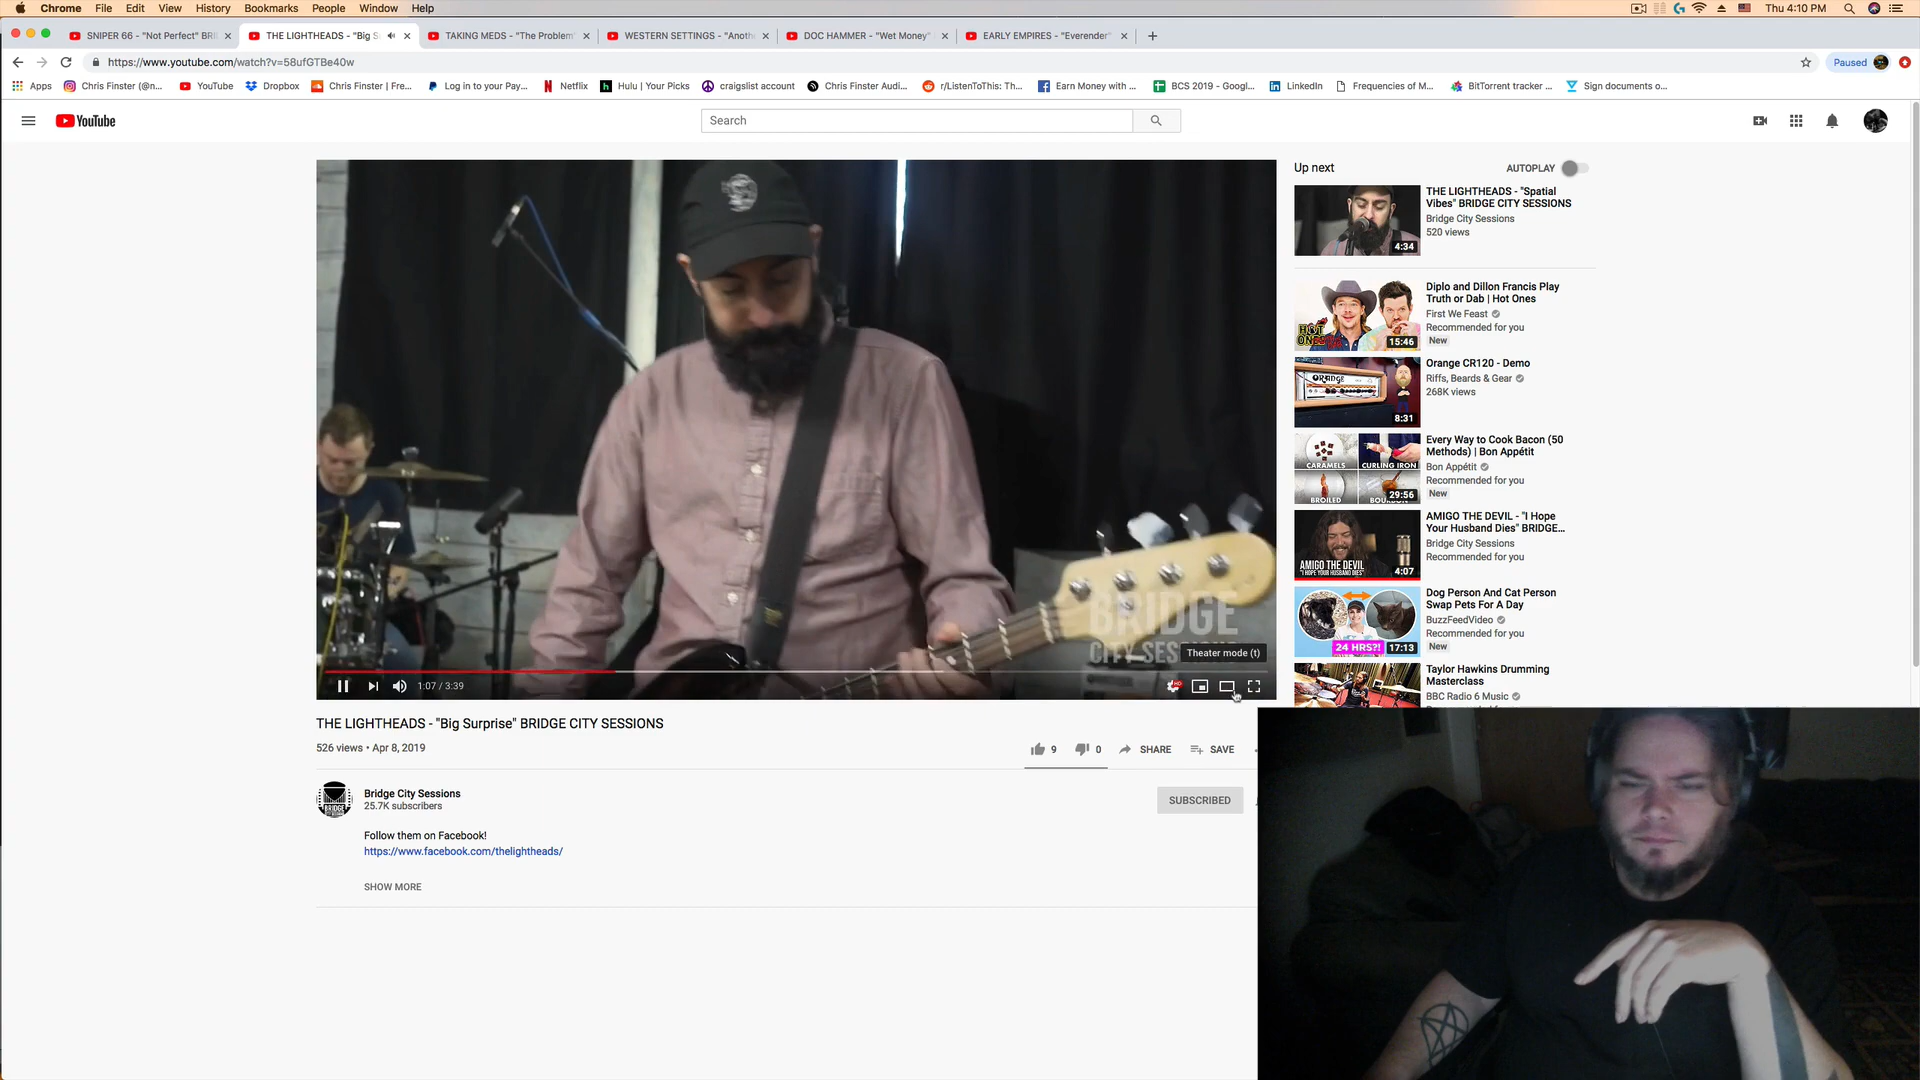 Chrome File Edit View History Bookmarks People Window Help
Thu 4:10 PM
SNIPER 66 - "Not Perfect" BRI
THE LIGHTHEADS - "Big S
TAKING MEDS - "The Problem"
WESTERN SETTINGS - "Anoth
DOC HAMMER - "Wet Money"
EARLY EMPIRES - "Everender"
https://www.youtube.com/watch?v=58ufGTBe40w
Paused
Apps
Chris Finster (@n...
YouTube
Dropbox
Chris Finster | Fre...
Log in to your Pay...
Netflix
Hulu | Your Picks
craigslist account
Chris Finster Audi...
r/ListenToThis: Th...
Earn Money with ...
BCS 2019 - Googl...
LinkedIn
Frequencies of M...
BitTorrent tracker ...
Sign documents o...
YouTube
Search
BRIDGE
CITY SES
Theater mode (t)
1:07 / 3:39
THE LIGHTHEADS - "Big Surprise" BRIDGE CITY SESSIONS
526 views • Apr 8, 2019
9
0
SHARE
SAVE
BRIDGE
Bridge City Sessions
25.7K subscribers
SUBSCRIBED
Follow them on Facebook!
https://www.facebook.com/thelightheads/
SHOW MORE
Up next
AUTOPLAY
4:34
THE LIGHTHEADS - "Spatial
Vibes" BRIDGE CITY SESSIONS
Bridge City Sessions
520 views
HOT
ONES
15:46
Diplo and Dillon Francis Play
Truth or Dab | Hot Ones
First We Feast
Recommended for you
New
ORANGE
8:31
Orange CR120 - Demo
Riffs, Beards & Gear
268K views
CARAMELS
CURLING IRON
BROILED
29:56
Every Way to Cook Bacon (50
Methods) | Bon Appétit
Bon Appétit
Recommended for you
New
AMIGO THE DEVIL
"I HOPE YOUR HUSBAND DIES"
4:07
AMIGO THE DEVIL - "I Hope
Your Husband Dies" BRIDGE...
Bridge City Sessions
Recommended for you
24 HRS?!
17:13
Dog Person And Cat Person
Swap Pets For A Day
BuzzFeedVideo
Recommended for you
New
Taylor Hawkins Drumming
Masterclass
BBC Radio 6 Music